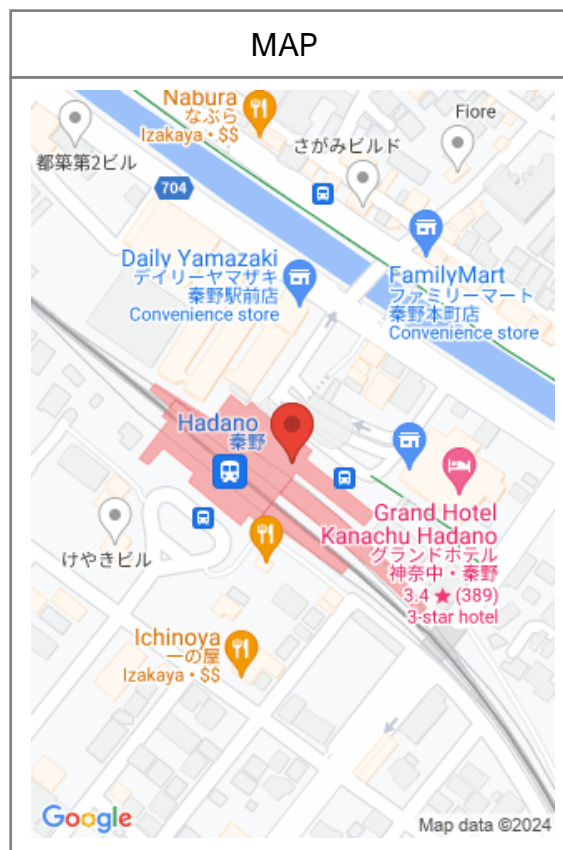 MAP
Nabura
なぶら
Izakaya・$$
Fiore
さがみビルド
都築第2ビル
704
Daily Yamazaki
デイリーヤマザキ
秦野駅前店
Convenience store
FamilyMart
ファミリーマート
秦野本町店
Convenience store
Hadano
秦野
Grand Hotel
Kanachu Hadano
グランドホテル
神奈中・秦野
3.4 ★ (389)
3-star hotel
けやきビル
Ichinoya
一の屋
Izakaya・$$
Google
Map data ©2024